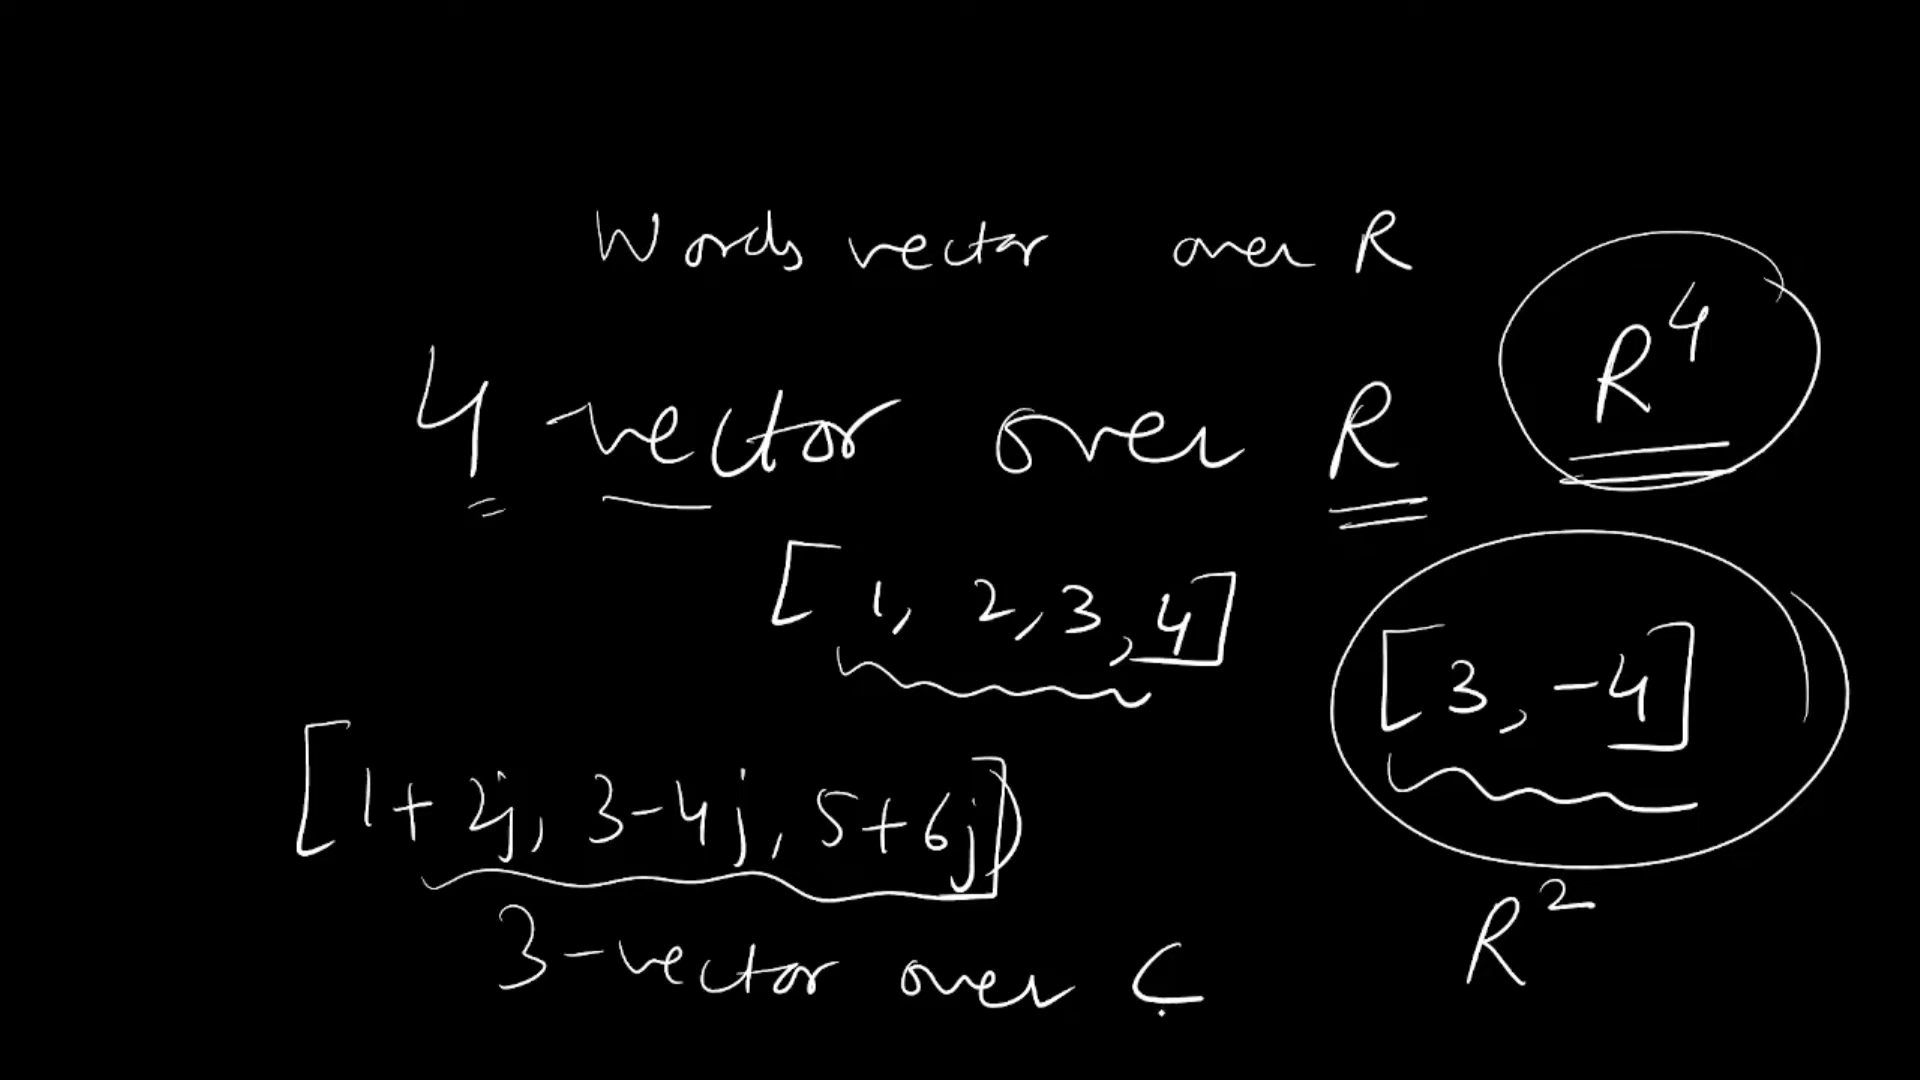 Words vector over R
4 vector over R
R⁴
[1, 2, 3, 4]
[3, -4]
R²
[1+2j, 3-4j, 5+6j]
3-vector over C